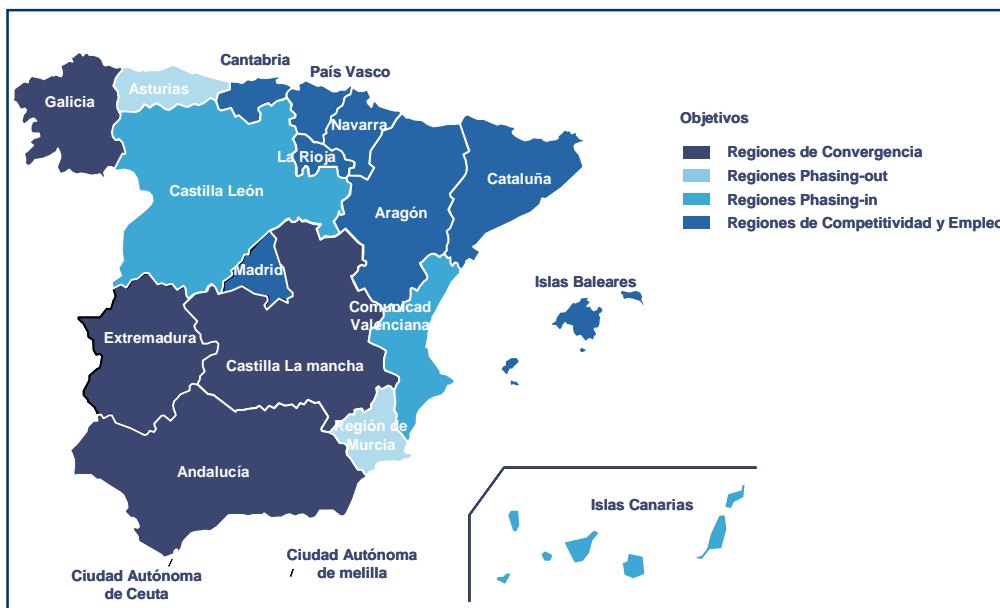 Cantabria
País Vasco
Asturias
Galicia
Navarra
La Rioja
Castilla León
Aragón
Cataluña
Objetivos
Regiones de Convergencia
Regiones Phasing-out
Regiones Phasing-in
Regiones de Competitividad y Empleo
Madrid
Islas Baleares
Comunicad
Valenciana
Extremadura
Castilla La mancha
Región de
Murcia
Andalucía
Islas Canarias
Ciudad Autónoma
de Ceuta
Ciudad Autónoma
de melilla